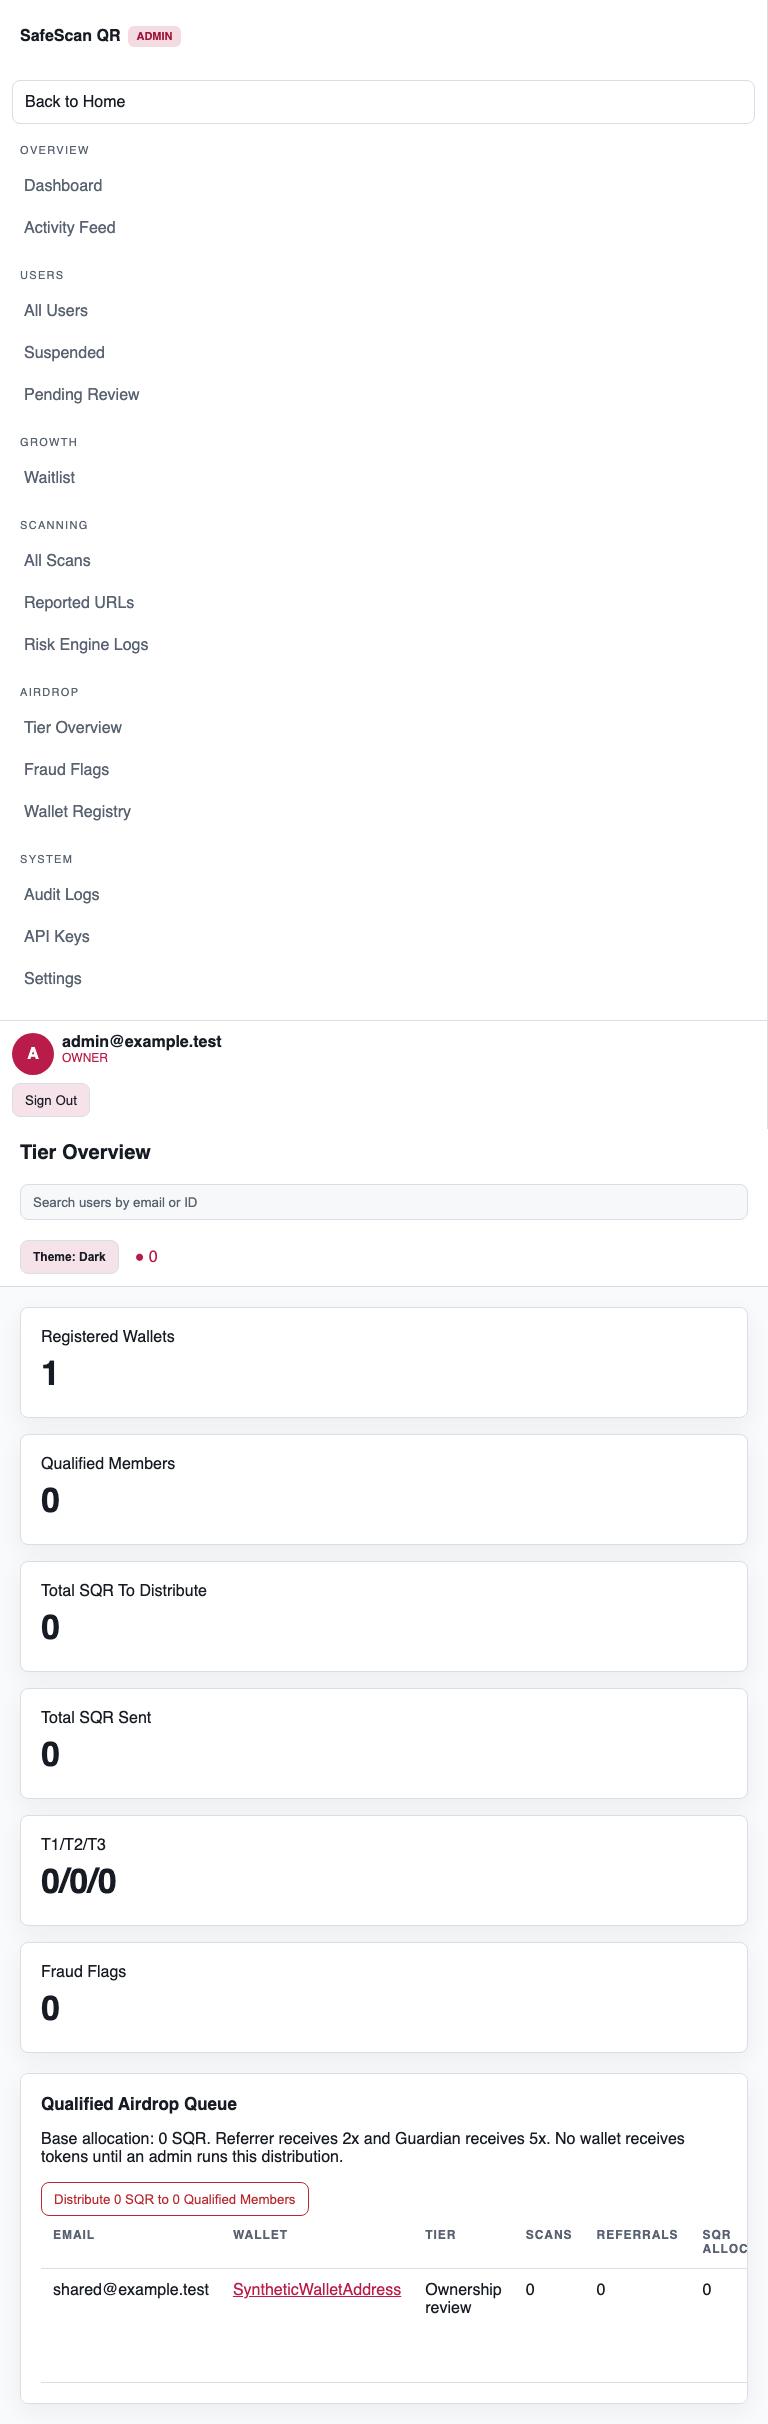 SafeScan QR ADMIN
Back to Home
OVERVIEW
Dashboard
Activity Feed
USERS
All Users
Suspended
Pending Review
GROWTH
Waitlist
SCANNING
All Scans
Reported URLs
Risk Engine Logs
AIRDROP
Tier Overview
Fraud Flags
Wallet Registry
SYSTEM
Audit Logs
API Keys
Settings
A
admin@example.test
OWNER
Sign Out
Tier Overview
Search users by email or ID
Theme: Dark
0
Registered Wallets
1
Qualified Members
0
Total SQR To Distribute
0
Total SQR Sent
0
T1/T2/T3
0/0/0
Fraud Flags
0
Qualified Airdrop Queue
Base allocation: 0 SQR. Referrer receives 2x and Guardian receives 5x. No wallet receives
tokens until an admin runs this distribution.
Distribute 0 SQR to 0 Qualified Members
EMAIL WALLET TIER SCANS REFERRALS SQR
ALLOC
shared@example.test SyntheticWalletAddress Ownership 0 0 0
review